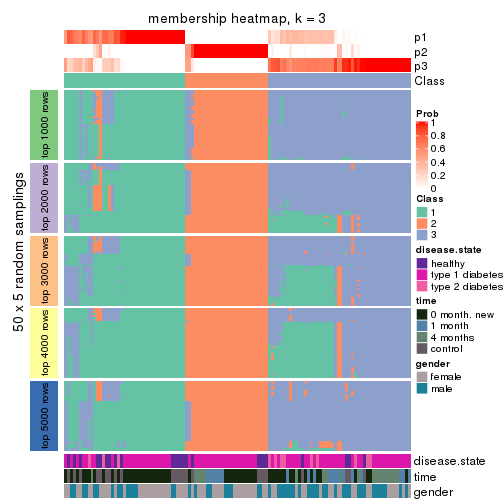 membership heatmap, k = 3
p1
p2
p3
Class
50 x 5 random samplings
top 1000 rows
top 2000 rows
top 3000 rows
top 4000 rows
top 5000 rows
disease.state
time
gender
Prob
1
0.8
0.6
0.4
0.2
0
Class
1
2
3
disease.state
healthy
type 1 diabetes
type 2 diabetes
time
0 month. new
1 month
4 months
control
gender
female
male